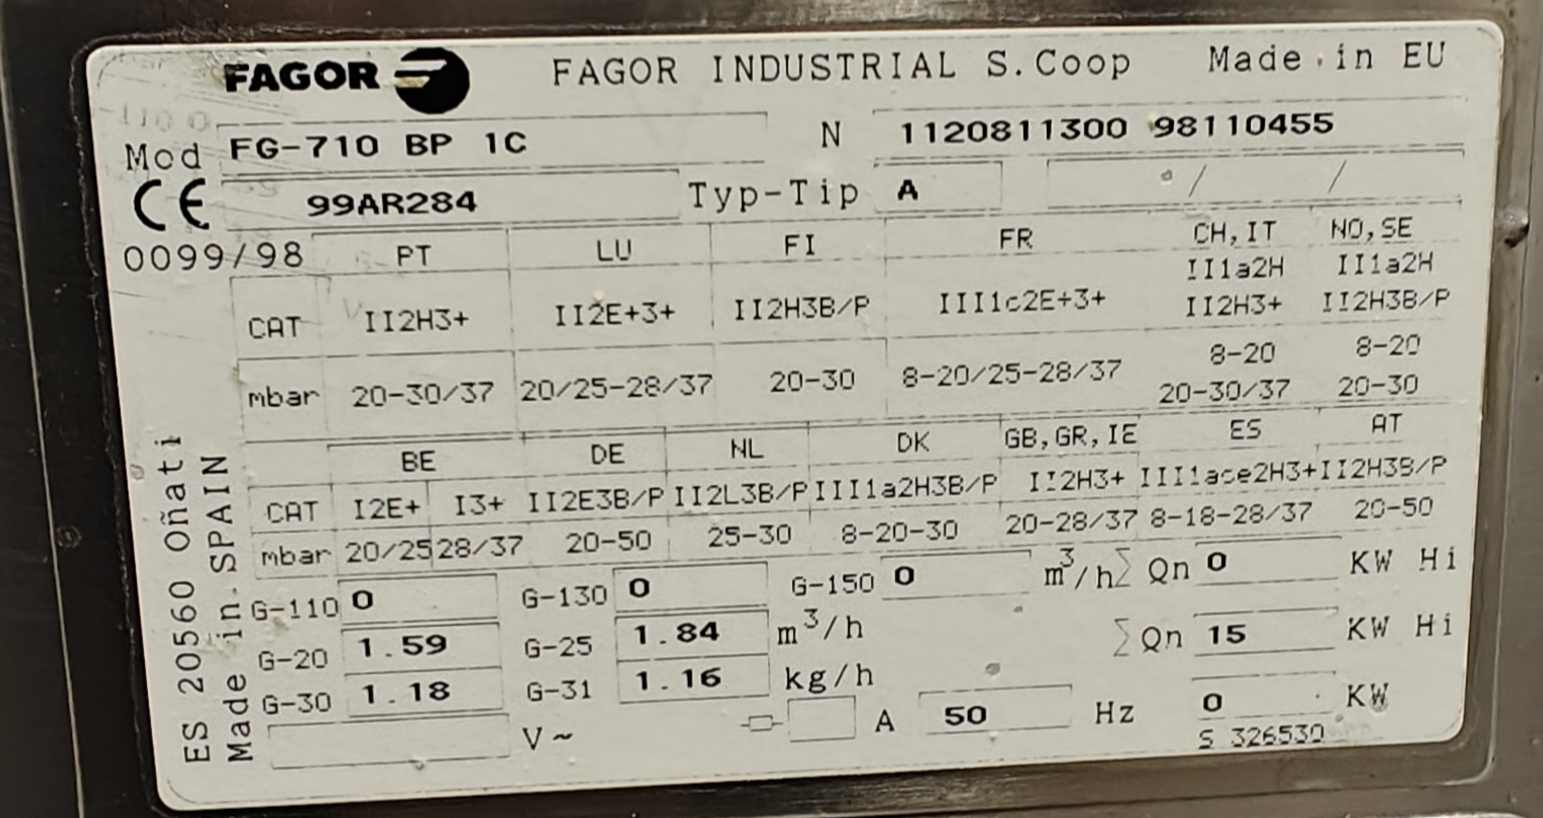 FAGOR FAGOR INDUSTRIAL S.Coop Made in EU
Mod FG-710 BP 1C N 1120811300 98110455
CE 99AR284 Typ-Tip A / /
0099/98 PT LU FI FR CH,IT NO,SE
II1a2H II1a2H
CAT II2H3+ II2E+3+ II2H3B/P III1c2E+3+ II2H3+ II2H3B/P
8-20 8-20
mbar 20-30/37 20/25-28/37 20-30 8-20/25-28/37 20-30/37 20-30
BE DE NL DK GB,GR,IE ES AT
CAT I2E+ I3+ II2E3B/P II2L3B/P III1a2H3B/P II2H3+ III1ace2H3+ II2H3B/P
mbar 20/25 28/37 20-50 25-30 8-20-30 20-28/37 8-18-28/37 20-50
G-110 0 G-130 0 G-150 0 m³/h ∑ Qn 0 KW Hi
G-20 1.59 G-25 1.84 m³/h ∑ Qn 15 KW Hi
G-30 1.18 G-31 1.16 kg/h
V~ A 50 Hz 0 KW
S 326530
ES 20560 Oñati
Made in.SPAIN